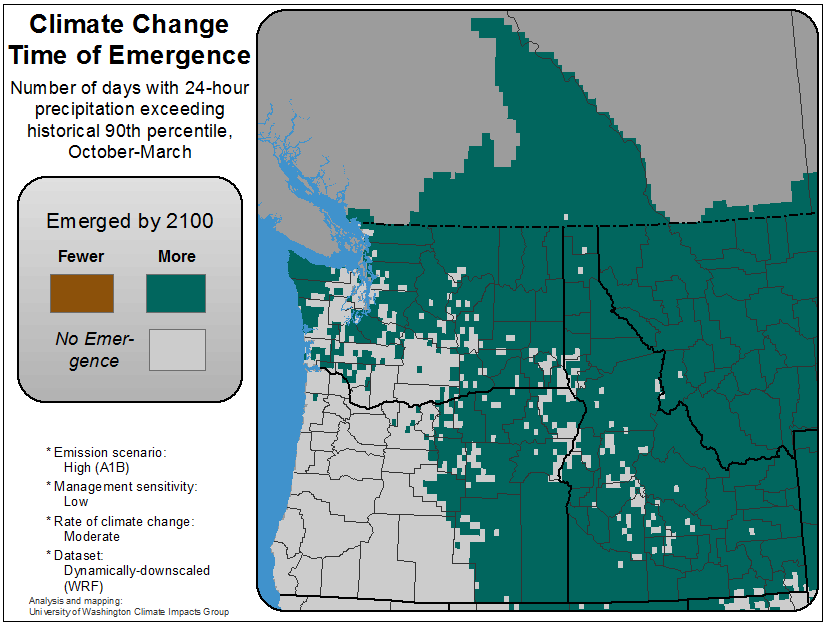 Climate Change
Time of Emergence
Number of days with 24-hour
precipitation exceeding
historical 90th percentile,
October-March
Emerged by 2100
Fewer More
No Emer-
gence
* Emission scenario:
High (A1B)
* Management sensitivity:
Low
* Rate of climate change:
Moderate
* Dataset:
Dynamically-downscaled
(WRF)
Analysis and mapping:
University of Washington Climate Impacts Group